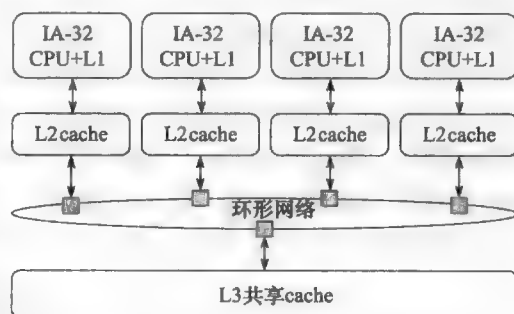 IA-32
CPU+L1
IA-32
CPU+L1
IA-32
CPU+L1
IA-32
CPU+L1
L2cache
L2cache
L2cache
L2cache
环形网络
L3共享cache